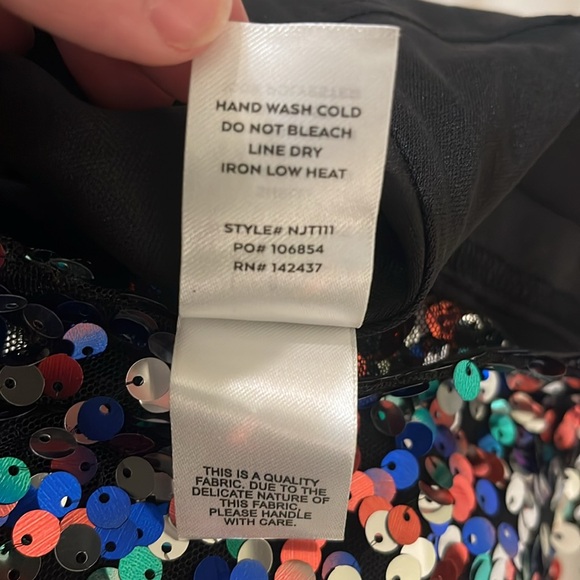 HAND WASH COLD
DO NOT BLEACH
LINE DRY
IRON LOW HEAT
STYLE# NJT111
PO# 106854
RN# 142437
THIS IS A QUALITY
FABRIC. DUE TO THE
DELICATE NATURE OF
THIS FABRIC,
PLEASE HANDLE
WITH CARE.